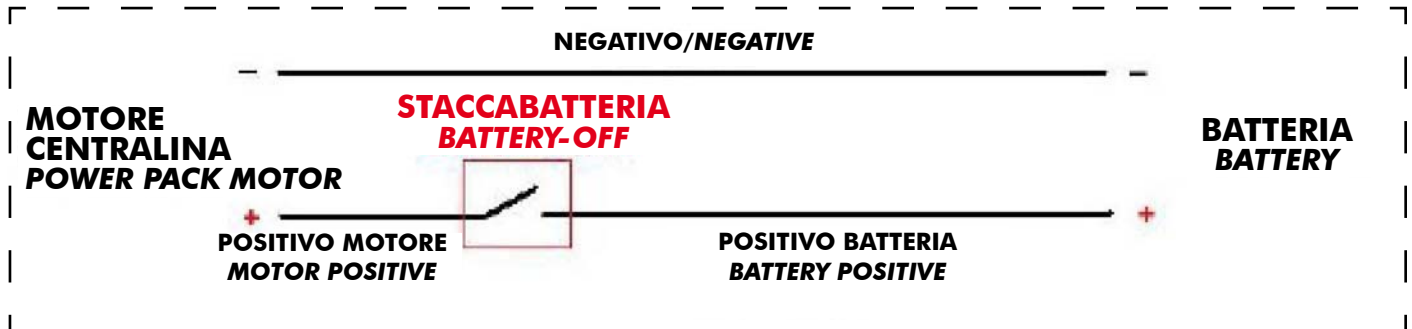 NEGATIVO/NEGATIVE
- -
STACCABATTERIA
BATTERY-OFF
MOTORE
CENTRALINA
POWER PACK MOTOR
BATTERIA
BATTERY
+ +
POSITIVO MOTORE
MOTOR POSITIVE
POSITIVO BATTERIA
BATTERY POSITIVE